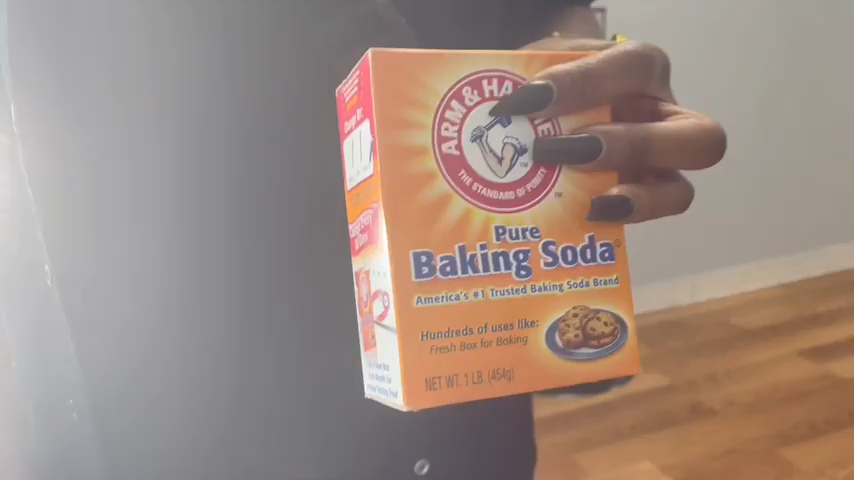 ARM & HA
THE STANDARD OF PURITY
TM
Pure
Baking Soda
America's #1 Trusted Baking Soda Brand
Hundreds of uses like:
Fresh Box for Baking
NET WT. 1 LB. (454g)